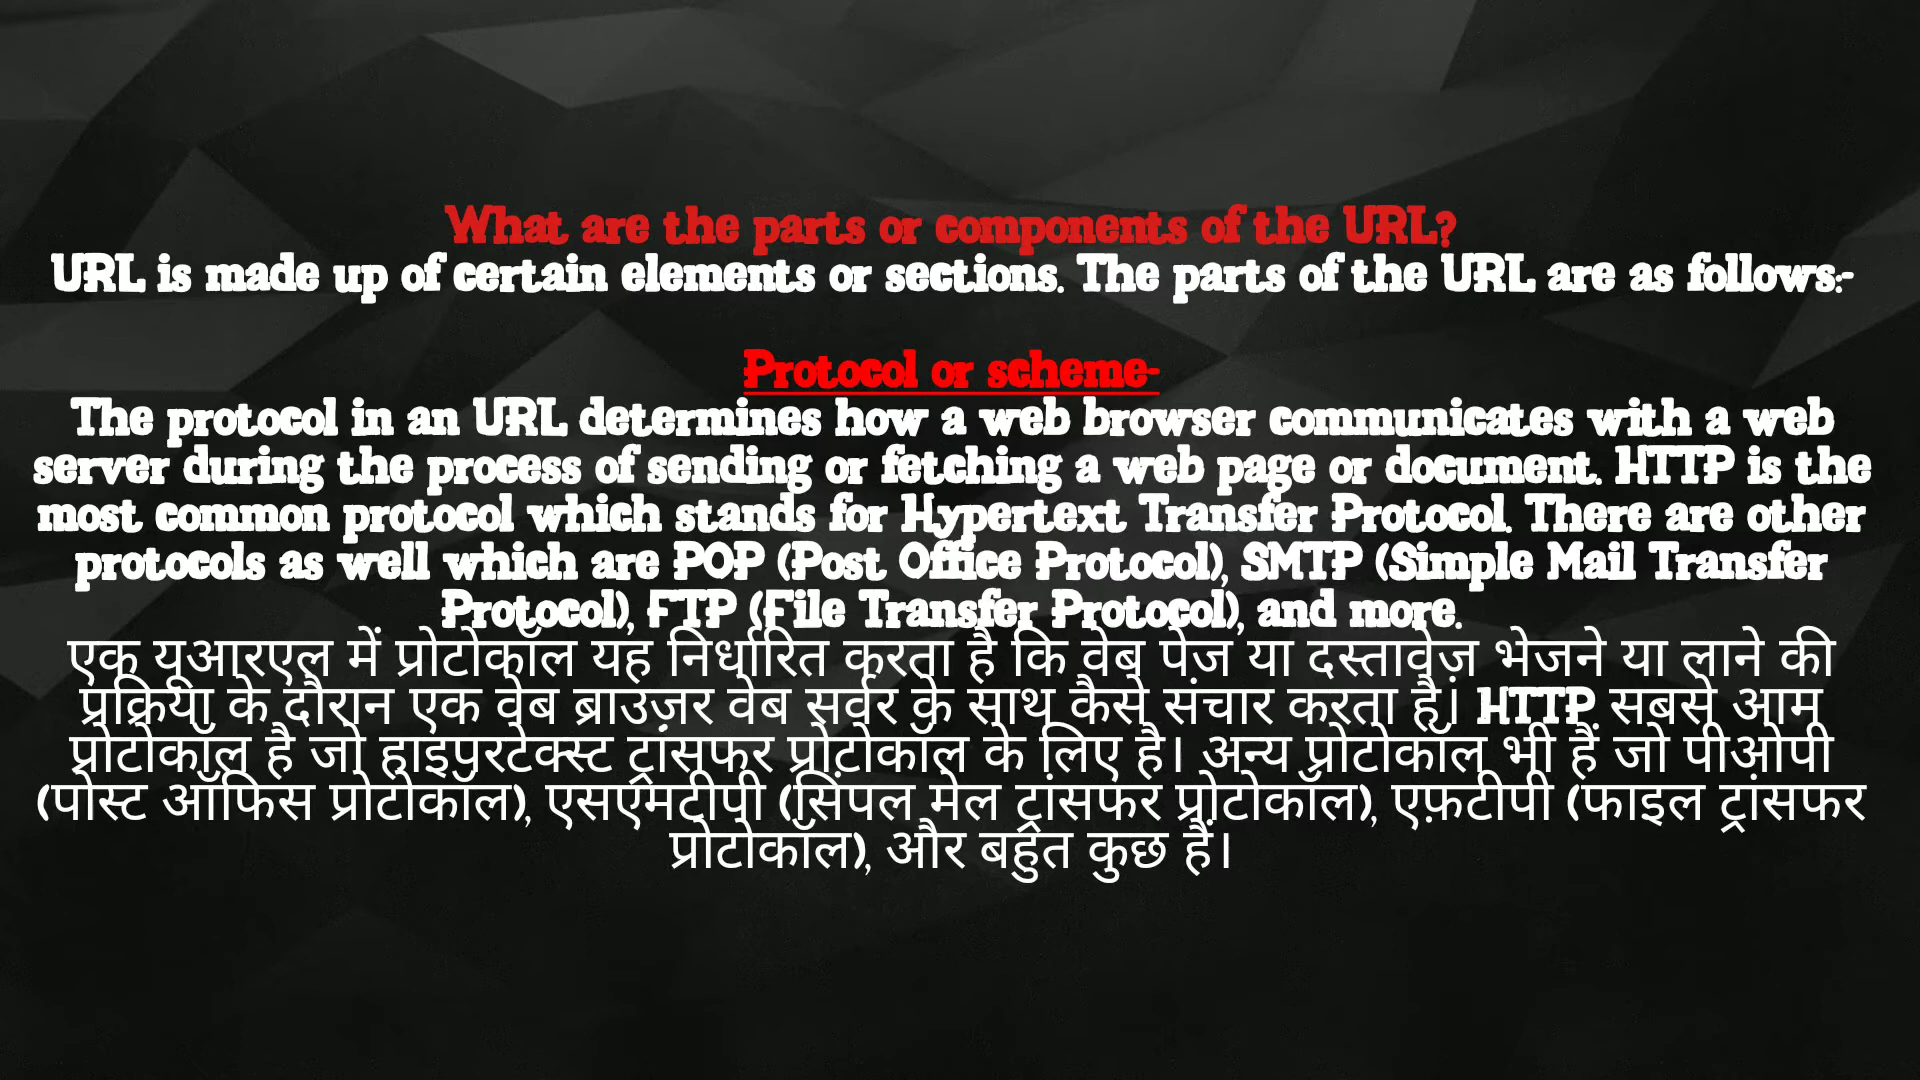 What are the parts or components of the URL?
URL is made up of certain elements or sections. The parts of the URL are as follows:-
Protocol or scheme-
The protocol in an URL determines how a web browser communicates with a web
server during the process of sending or fetching a web page or document. HTTP is the
most common protocol which stands for Hypertext Transfer Protocol. There are other
protocols as well which are POP (Post Office Protocol), SMTP (Simple Mail Transfer
Protocol), FTP (File Transfer Protocol), and more.
एक यूआरएल में प्रोटोकॉल यह निर्धारित करता है कि वेब पेज या दस्तावेज़ भेजने या लाने की
प्रक्रिया के दौरान एक वेब ब्राउज़र वेब सर्वर के साथ कैसे संचार करता है। HTTP सबसे आम
प्रोटोकॉल है जो हाइपरटेक्स्ट ट्रांसफर प्रोटोकॉल के लिए है। अन्य प्रोटोकॉल भी हैं जो पीओपी
(पोस्ट ऑफिस प्रोटोकॉल), एसएमटीपी (सिंपल मेल ट्रांसफर प्रोटोकॉल), एफ़टीपी (फाइल ट्रांसफर
प्रोटोकॉल), और बहुत कुछ हैं।